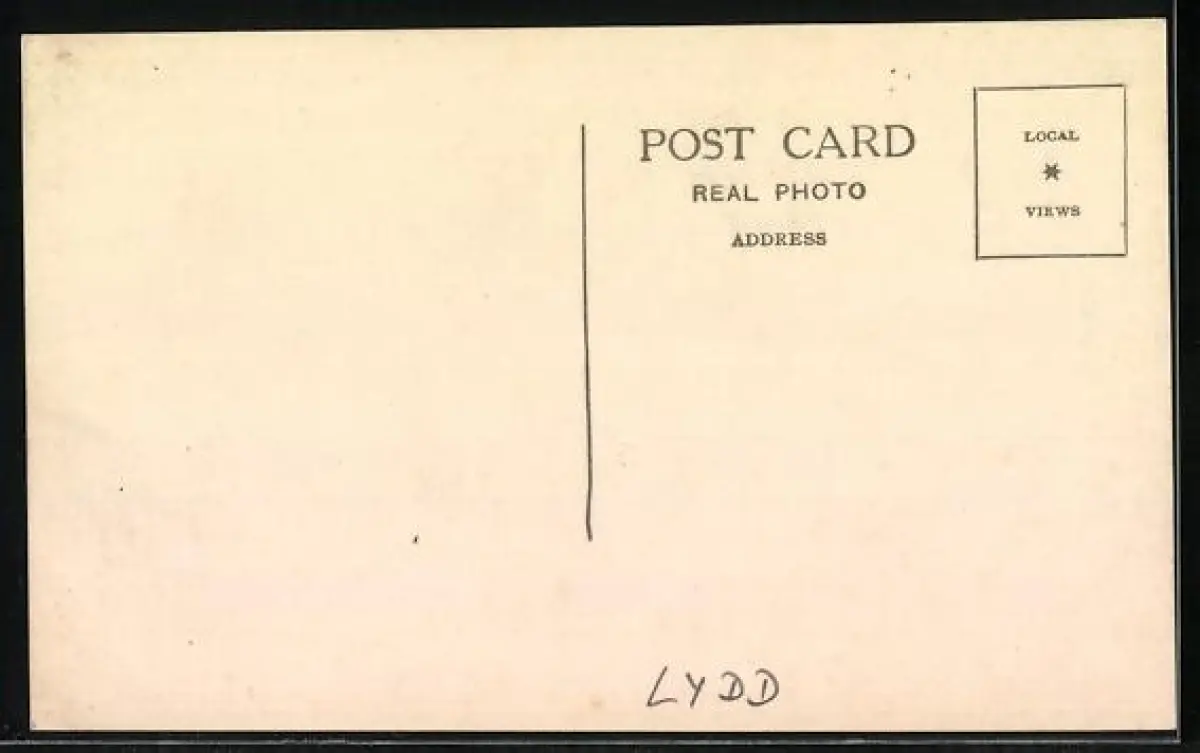 POST CARD
REAL PHOTO
ADDRESS
LOCAL
*
VIEWS
LYDD